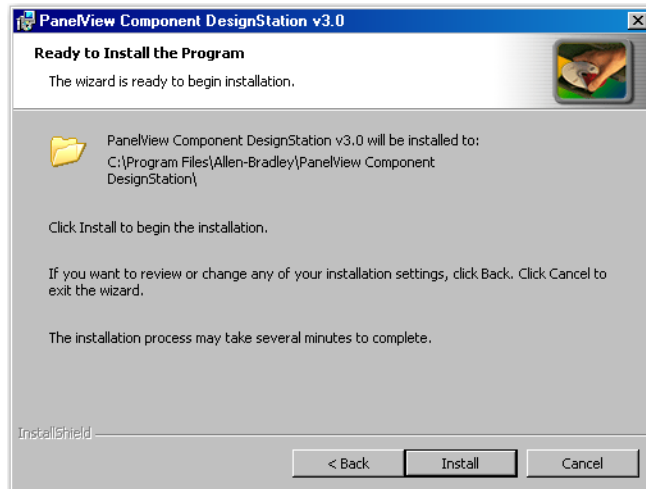 PanelView Component DesignStation v3.0
Ready to Install the Program
The wizard is ready to begin installation.
PanelView Component DesignStation v3.0 will be installed to:
C:\Program Files\Allen-Bradley\PanelView Component
DesignStation\
Click Install to begin the installation.
If you want to review or change any of your installation settings, click Back. Click Cancel to
exit the wizard.
The installation process may take several minutes to complete.
InstallShield
< Back Install Cancel